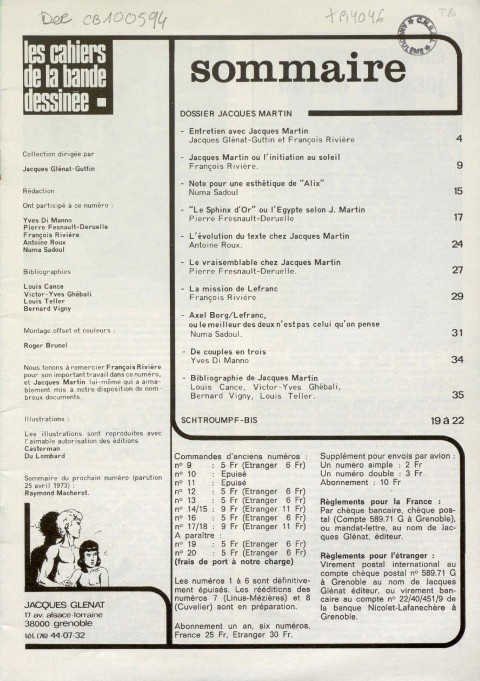 Dee CB100594
les cahiers
de la bande
dessinée
Collection dirigée par
Jacques Glénat-Guttin
Rédaction
Ont participé à ce numéro :
Yves Di Manno
Pierre Fesnault-Deruelle
François Rivière
Antoine Roux
Numa Sadoul
Bibliographies
Louis Cance
Victor-Yves Ghébali
Louis Teller
Bernard Vigny
Montage offset et couleurs :
Roger Brunel
Nous tenons à remercier François Rivière
pour son important travail dans ce numéro,
et Jacques Martin lui-même qui a aima-
blement mis à notre disposition de nom-
breux documents.
Illustrations :
Les illustrations sont reproduites avec
l'aimable autorisation des éditions
Casterman
Du Lombard
Sommaire du prochain numéro (parution
25 avril 1973) :
Raymond Macherot.
JACQUES GLENAT
17 av. alsace-lorraine
38000 grenoble
tél. (76) 44-07-32
sommaire
DOSSIER JACQUES MARTIN
- Entretien avec Jacques Martin
Jacques Glénat-Guttin et François Rivière 4
- Jacques Martin ou l'initiation au soleil
François Rivière. 9
- Note pour une esthétique de "Alix"
Numa Sadoul 15
- "Le Sphinx d'Or" ou l'Egypte selon J. Martin
Pierre Fresnault-Deruelle 17
- L'évolution du texte chez Jacques Martin
Antoine Roux. 24
- Le vraisemblable chez Jacques Martin
Pierre Fresnault-Deruelle. 27
- La mission de Lefranc
François Rivière 29
- Axel Borg/Lefranc,
ou le meilleur des deux n'est pas celui qu'on pense
Numa Sadoul. 31
- De couples en trois
Yves Di Manno 34
- Bibliographie de Jacques Martin
Louis Cance, Victor-Yves Ghébali,
Bernard Vigny, Louis Teller. 35
SCHTROUMPF-BIS 19 à 22
Commandes d'anciens numéros :
n° 9 : 5 Fr (Etranger 6 Fr)
n° 10 : Epuisé
n° 11 : Epuisé
n° 12 : 5 Fr (Etranger 6 Fr)
n° 13 : 5 Fr (Etranger 6 Fr)
n° 14/15 : 9 Fr (Etranger 11 Fr)
n° 16 : 5 Fr (Etranger 6 Fr)
n° 17/18 : 9 Fr (Etranger 11 Fr)
A paraître :
n° 19 : 5 Fr (Etranger 6 Fr)
n° 20 : 5 Fr (Etranger 6 Fr)
(frais de port à notre charge)
Les numéros 1 à 6 sont définitive-
ment épuisés. Les rééditions des
numéros 7 (Linus-Mézières) et 8
(Cuvelier) sont en préparation.
Abonnement un an, six numéros,
France 25 Fr, Etranger 30 Fr.
Supplément pour envois par avion :
Un numéro simple : 2 Fr
Un numéro double : 3 Fr
Abonnement : 10 Fr
Règlements pour la France :
Par chèque bancaire, chèque pos-
tal (Compte 589.71 G à Grenoble),
ou mandat-lettre, au nom de Jac-
ques Glénat, éditeur.
Règlements pour l'étranger :
Virement postal international au
compte chèque postal n° 589.71 G
à Grenoble au nom de Jacques
Glénat éditeur, ou virement ban-
caire au compte n° 22/40/451/9 de
la banque Nicolet-Lafanechère à
Grenoble.